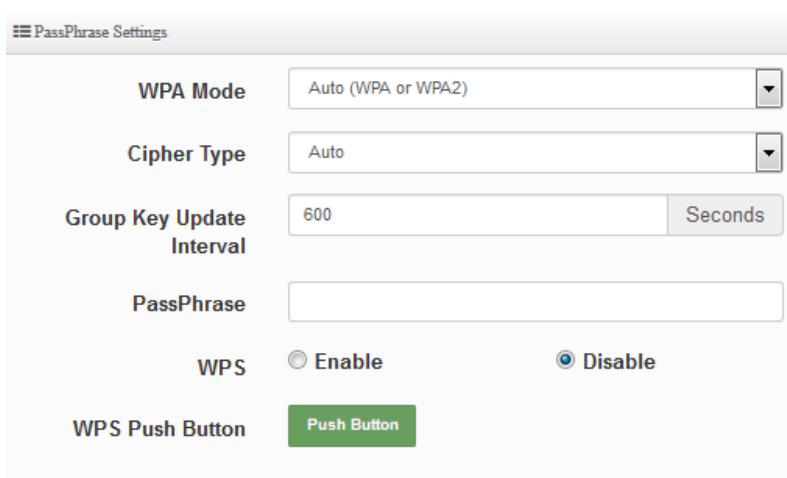 PassPhrase Settings
WPA Mode Auto (WPA or WPA2)
Cipher Type Auto
Group Key Update Interval 600 Seconds
PassPhrase
WPS Enable Disable
WPS Push Button Push Button